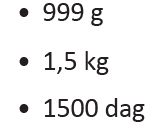 • 999 g
• 1,5 kg
• 1500 dag